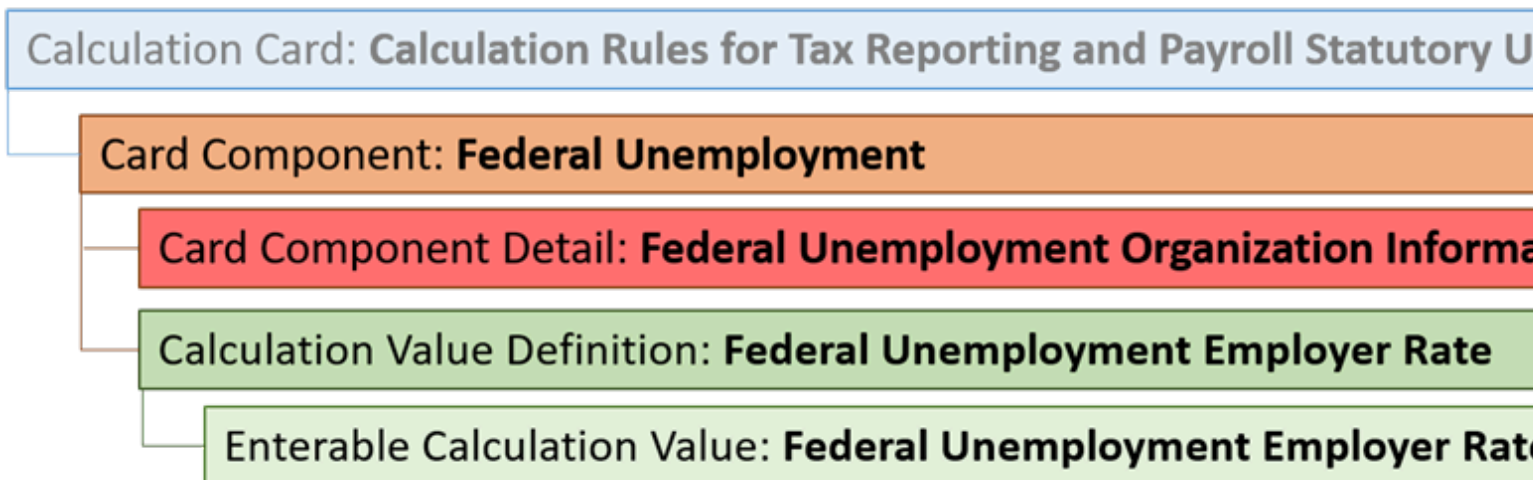 Calculation Card: Calculation Rules for Tax Reporting and Payroll Statutory U
Card Component: Federal Unemployment
Card Component Detail: Federal Unemployment Organization Informa
Calculation Value Definition: Federal Unemployment Employer Rate
Enterable Calculation Value: Federal Unemployment Employer Rate